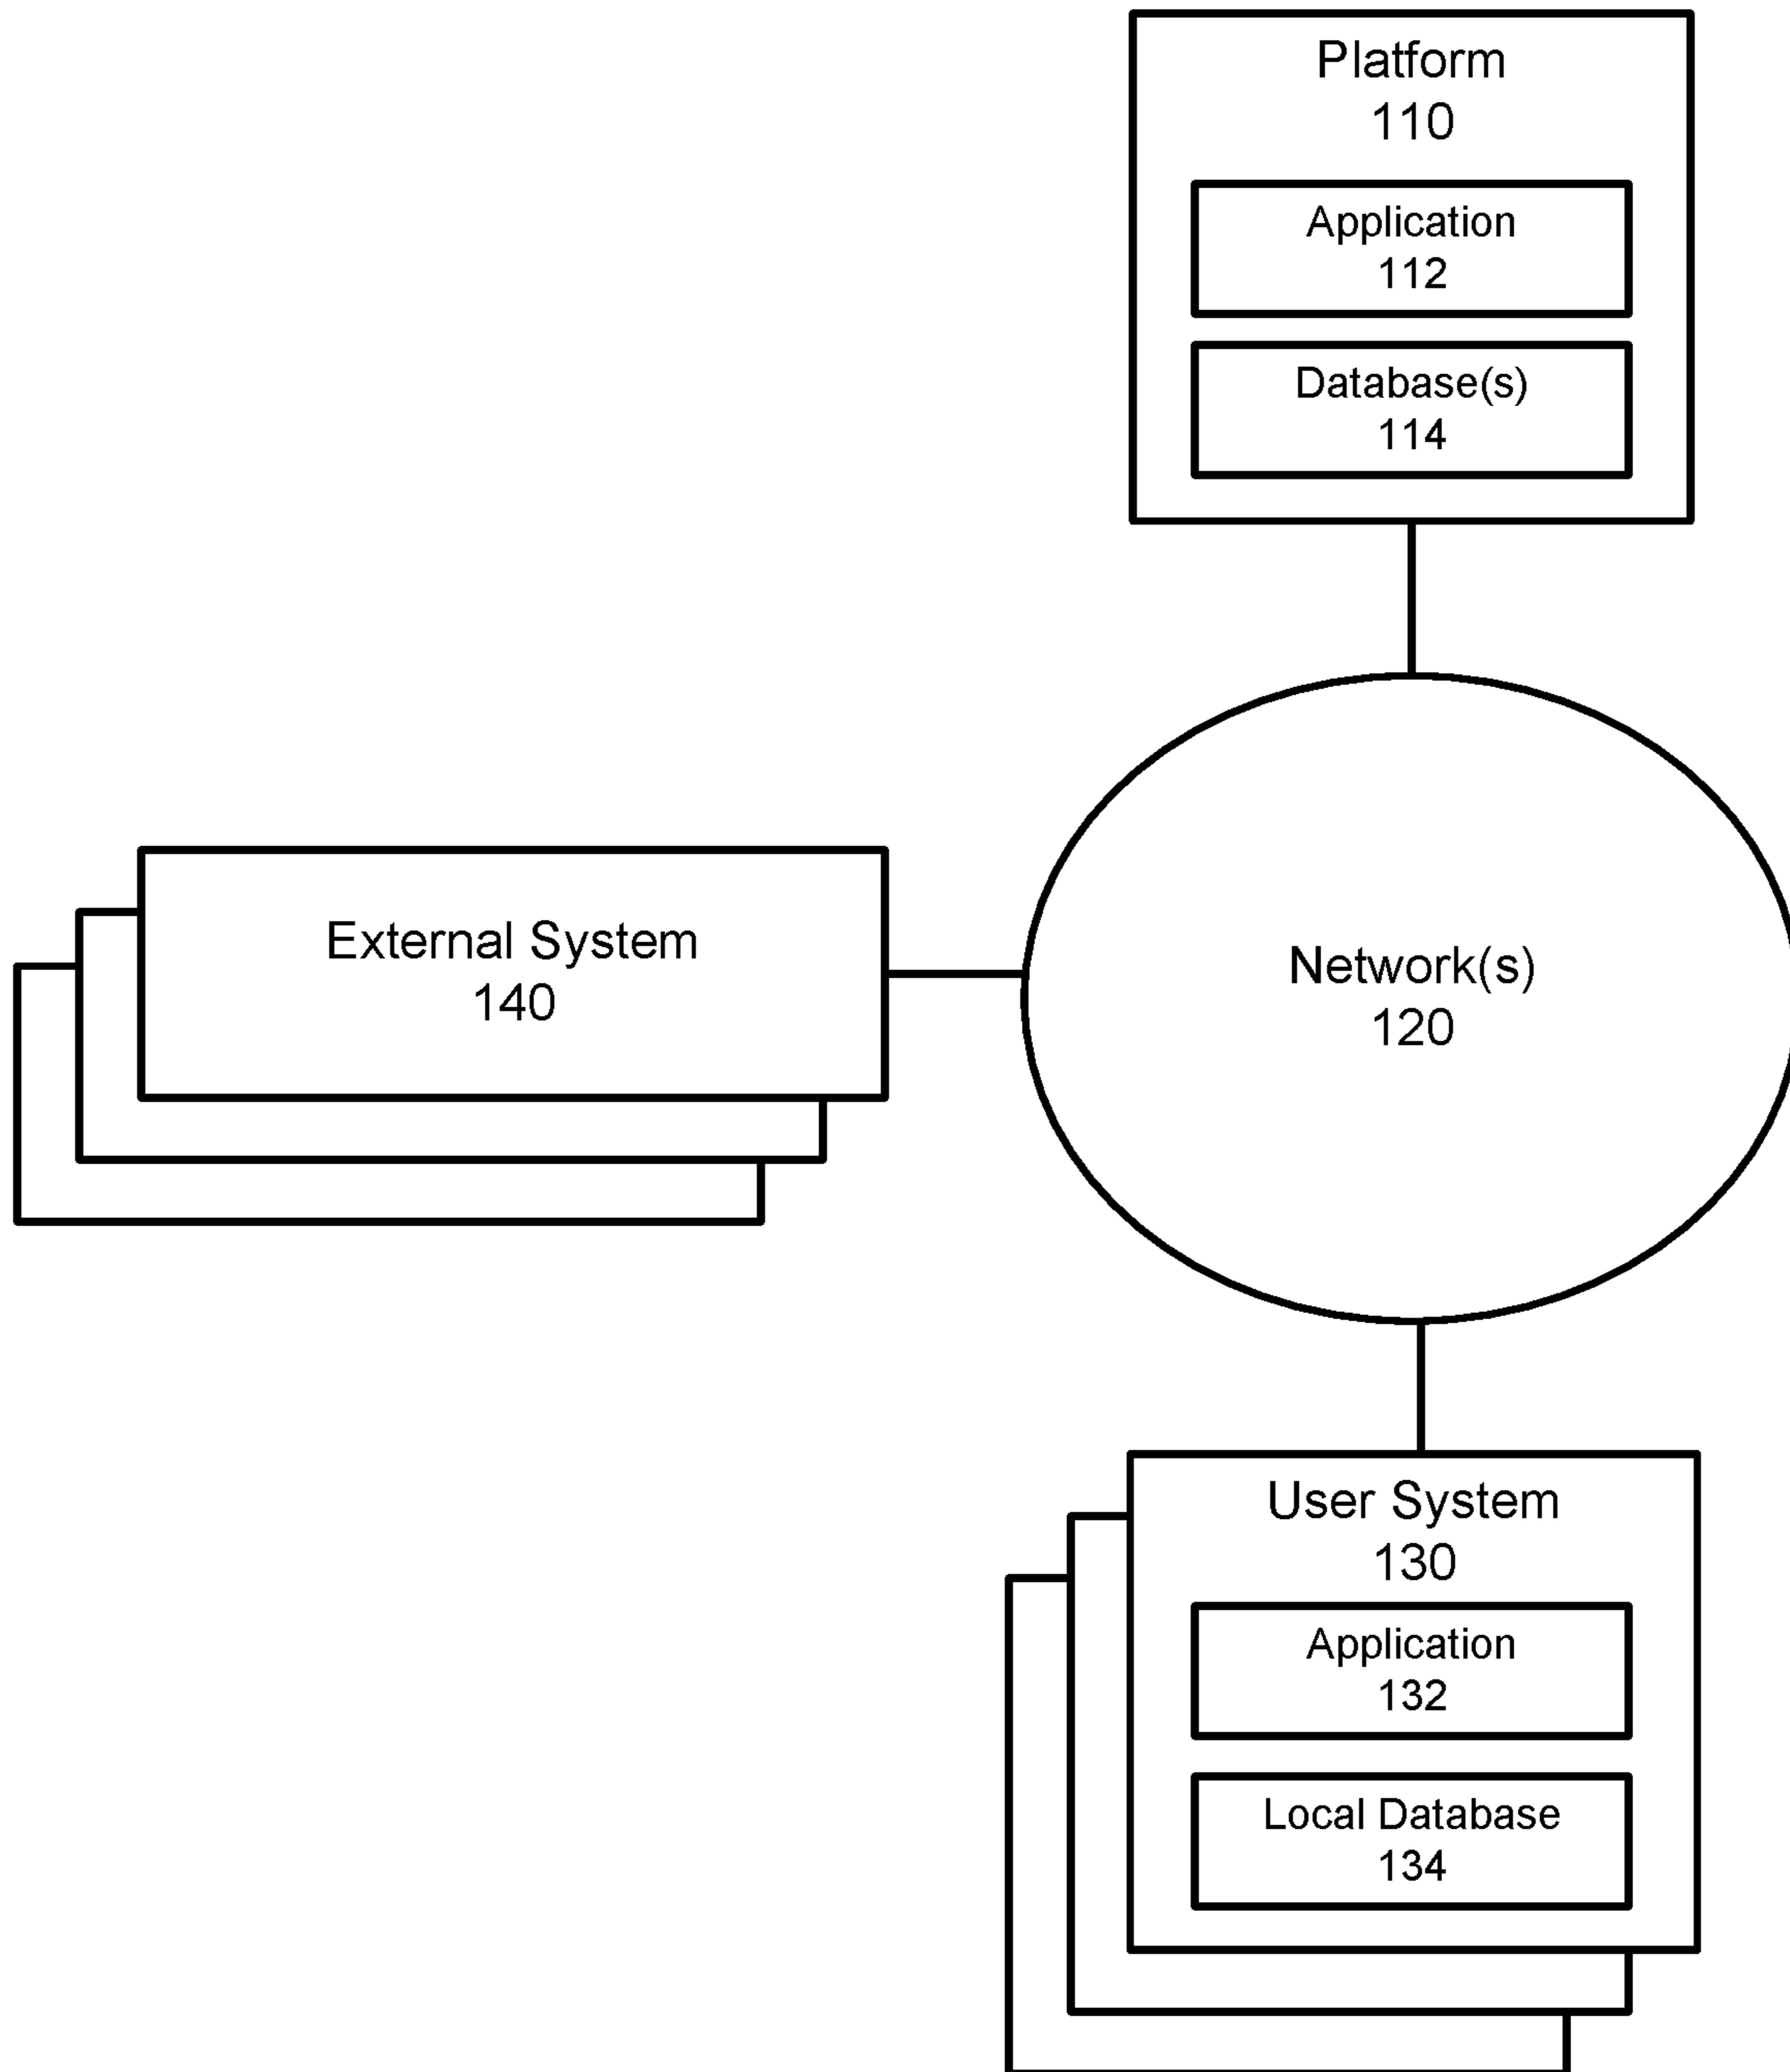 Platform
110
Application
112
Database(s)
114
External System
140
Network(s)
120
User System
130
Application
132
Local Database
134